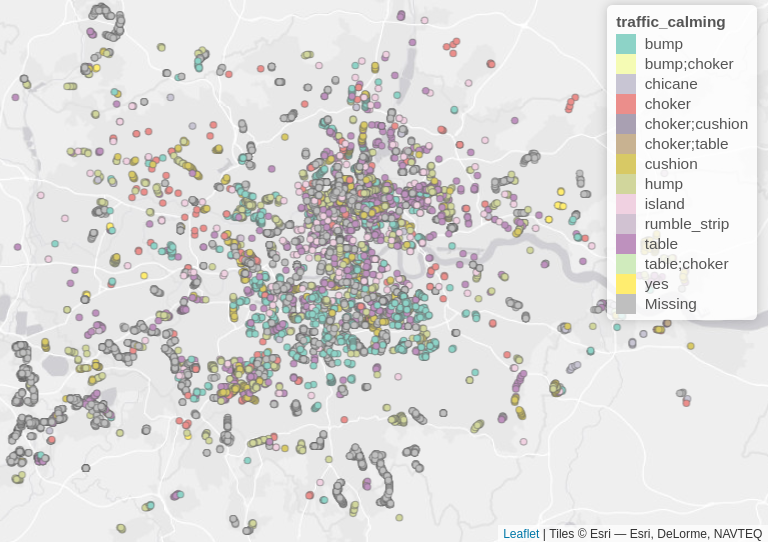 traffic_calming
bump
bump;choker
chicane
choker
choker;cushion
choker;table
cushion
hump
island
rumble_strip
table
table;choker
yes
Missing
Leaflet | Tiles © Esri — Esri, DeLorme, NAVTEQ